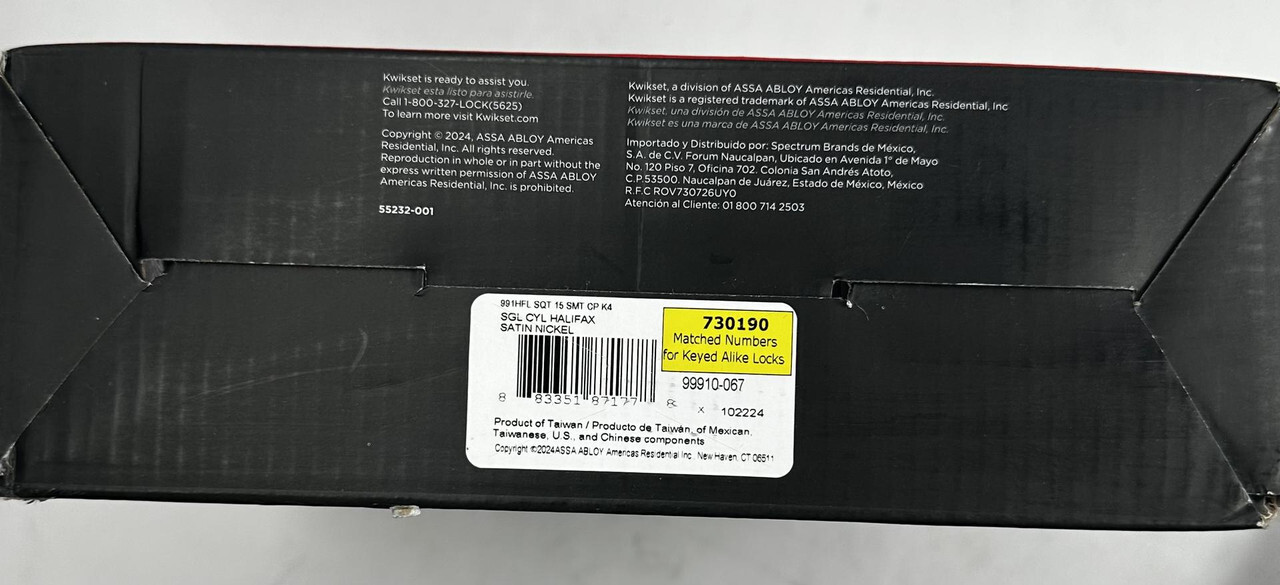 Kwikset is ready to assist you.
Kwikset esta listo para asistirle.
Call 1-800-327-LOCK(5625)
To learn more visit Kwikset.com
Copyright © 2024, ASSA ABLOY Americas
Residential, Inc. All rights reserved.
Reproduction in whole or in part without the
express written permission of ASSA ABLOY
Americas Residential, Inc. is prohibited.
55232-001
Kwikset, a division of ASSA ABLOY Americas Residential, Inc.
Kwikset is a registered trademark of ASSA ABLOY Americas Residential, Inc
Kwikset, una división de ASSA ABLOY Americas Residential, Inc.
Kwikset es una marca de ASSA ABLOY Americas Residential, Inc.
Importado y Distribuido por: Spectrum Brands de México,
S.A. de C.V. Forum Naucalpan, Ubicado en Avenida 1º de Mayo
No. 120 Piso 7, Oficina 702. Colonia San Andrés Atoto,
C.P.53500. Naucalpan de Juárez, Estado de México, México
R.F.C ROV730726UY0
Atención al Cliente: 01 800 714 2503
991HFL SQT 15 SMT CP K4
SGL CYL HALIFAX
SATIN NICKEL
730190
Matched Numbers
for Keyed Alike Locks
99910-067
8 83351 87177 8
x 102224
Product of Taiwan / Producto de Taiwán, of Mexican,
Taiwanese, U.S., and Chinese components
Copyright ©2024ASSA ABLOY Americas Residential Inc. New Haven, CT 06511